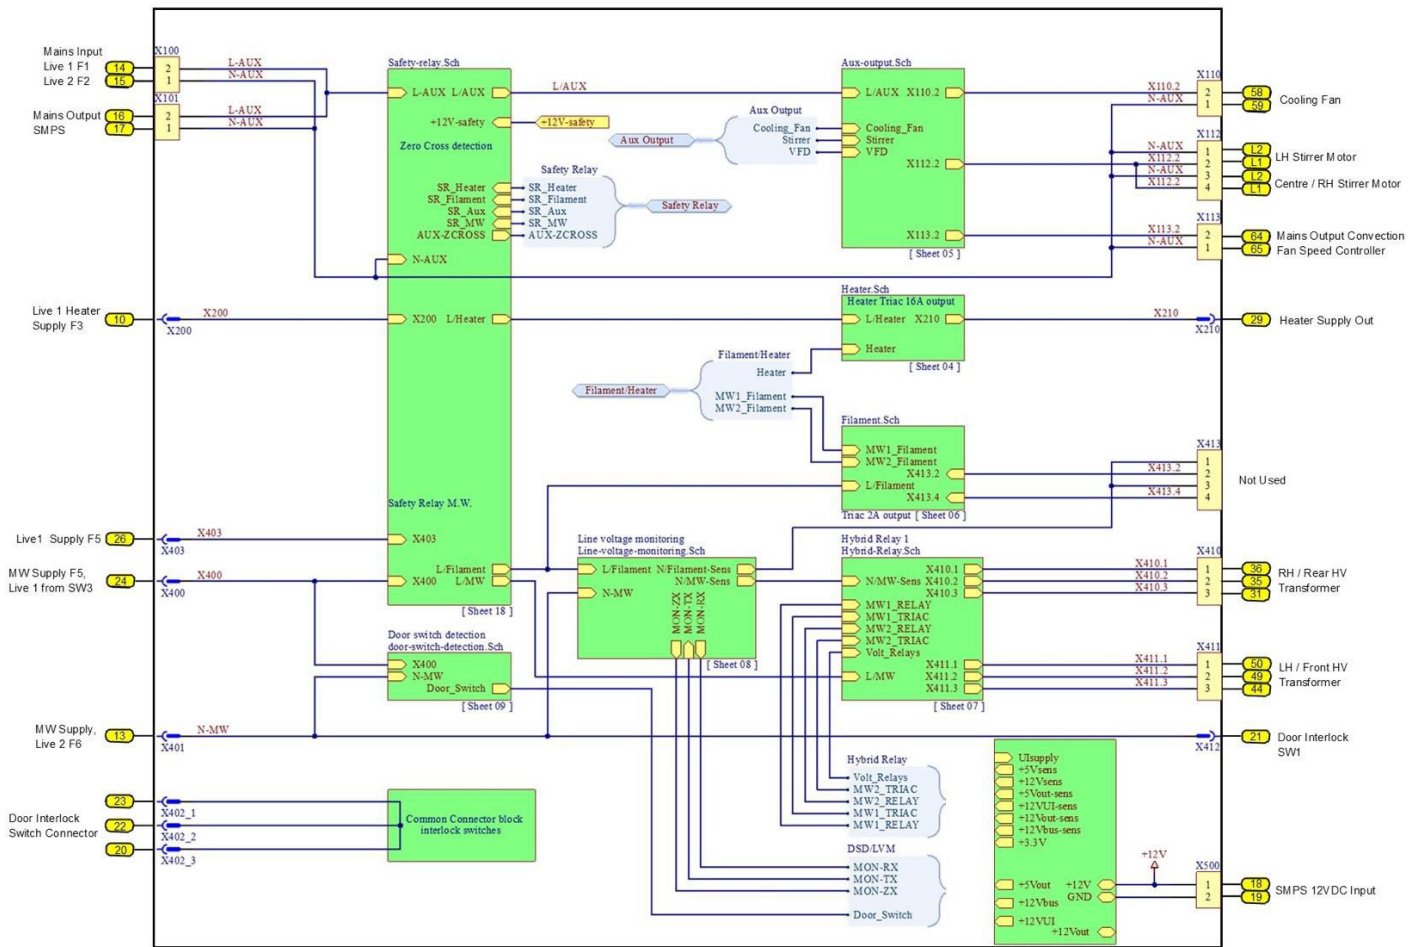 Mains Input
Live 1 F1
Live 2 F2
14
15
X100
2
1
L-AUX
N-AUX
Mains Output
SMPS
16
17
X101
2
1
L-AUX
N-AUX
Safety-relay.Sch
L-AUX L/AUX
+12V-safety
+12V-safety
Zero Cross detection
SR_Heater
SR_Filament
SR_Aux
SR_MW
AUX-ZCROSS
N-AUX
Safety Relay
SR_Heater
SR_Filament
SR_Aux
SR_MW
AUX-ZCROSS
Safety Relay
L/AUX
Aux Output
Aux Output
Cooling_Fan
Stirrer
VFD
Aux-output.Sch
L/AUX X110.2
Cooling_Fan
Stirrer
VFD
X112.2
X113.2
[ Sheet 05 ]
X110
X110.2
N-AUX
2
1
58
59
Cooling Fan
X112
N-AUX
X112.2
N-AUX
X112.2
1
2
3
4
L2
L1
L2
L1
LH Stirrer Motor
Centre / RH Stirrer Motor
X113
X113.2
N-AUX
2
1
64
65
Mains Output Convection
Fan Speed Controller
Live 1 Heater
Supply F3
10
X200
X200
X200 L/Heater
Heater.Sch
Heater Triac 16A output
L/Heater X210
Heater
[ Sheet 04 ]
X210
X210
29
Heater Supply Out
Filament/Heater
Filament/Heater
Heater
MW1_Filament
MW2_Filament
Filament.Sch
MW1_Filament
MW2_Filament
X413.2
L/Filament
X413.4
Triac 2A output [ Sheet 06 ]
X413
X413.2
X413.4
1
2
3
4
Not Used
Safety Relay M.W.
Live1 Supply F5
26
X403
X403
X403
MW Supply F5,
Live 1 from SW3
24
X400
X400
L/Filament
X400 L/MW
[ Sheet 18 ]
Line voltage monitoring
Line-voltage-monitoring.Sch
L/Filament N/Filament-Sens
N/MW-Sens
N-MW
MON-ZX
MON-TX
MON-RX
[ Sheet 08 ]
Hybrid Relay 1
Hybrid-Relay.Sch
X410.1
N/MW-Sens X410.2
X410.3
MW1_RELAY
MW1_TRIAC
MW2_RELAY
MW2_TRIAC
Volt_Relays
X411.1
L/MW X411.2
X411.3
[ Sheet 07 ]
X410
X410.1
X410.2
X410.3
1
2
3
36
35
31
RH / Rear HV
Transformer
X411
X411.1
X411.2
X411.3
1
2
3
50
49
44
LH / Front HV
Transformer
Door switch detection
door-switch-detection.Sch
X400
N-MW
Door_Switch
[ Sheet 09 ]
MW Supply,
Live 2 F6
13
X401
N-MW
X412
21
Door Interlock
SW1
Door Interlock
Switch Connector
23
22
20
X402_1
X402_2
X402_3
Common Connector block
interlock switches
Hybrid Relay
Volt_Relays
MW2_TRIAC
MW2_RELAY
MW1_TRIAC
MW1_RELAY
DSD/LVM
MON-RX
MON-TX
MON-ZX
Door_Switch
UIsupply
+5Vsens
+12Vsens
+5Vout-sens
+12VUI-sens
+12Vout-sens
+12Vbus-sens
+3.3V
+5Vout +12V
GND
+12Vbus
+12VUI
+12Vout
+12V
X500
1
2
18
19
SMPS 12VDC Input